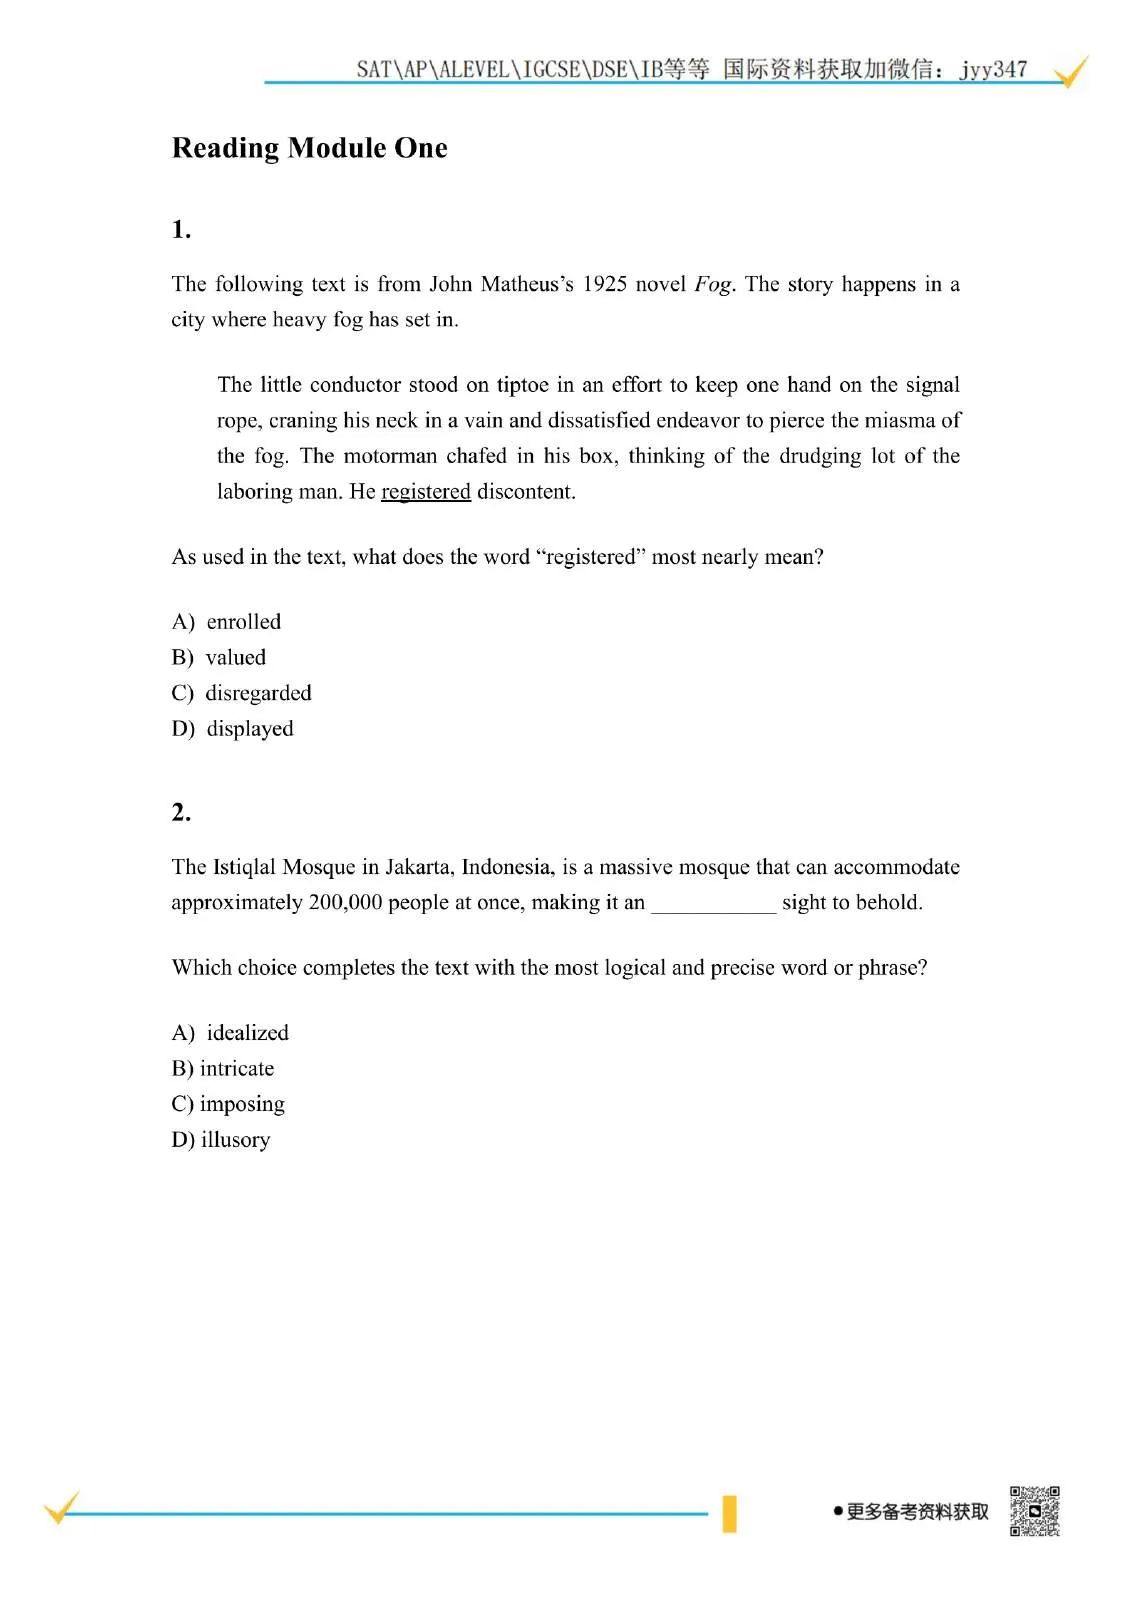 SAT\AP\ALEVEL\IGCSE\DSE\IB等等 国际资料获取加微信：jyy347
Reading Module One
1.
The following text is from John Matheus’s 1925 novel Fog. The story happens in a
city where heavy fog has set in.
The little conductor stood on tiptoe in an effort to keep one hand on the signal
rope, craning his neck in a vain and dissatisfied endeavor to pierce the miasma of
the fog. The motorman chafed in his box, thinking of the drudging lot of the
laboring man. He registered discontent.
As used in the text, what does the word “registered” most nearly mean?
A) enrolled
B) valued
C) disregarded
D) displayed
2.
The Istiqlal Mosque in Jakarta, Indonesia, is a massive mosque that can accommodate
approximately 200,000 people at once, making it an ___________ sight to behold.
Which choice completes the text with the most logical and precise word or phrase?
A) idealized
B) intricate
C) imposing
D) illusory
●更多备考资料获取